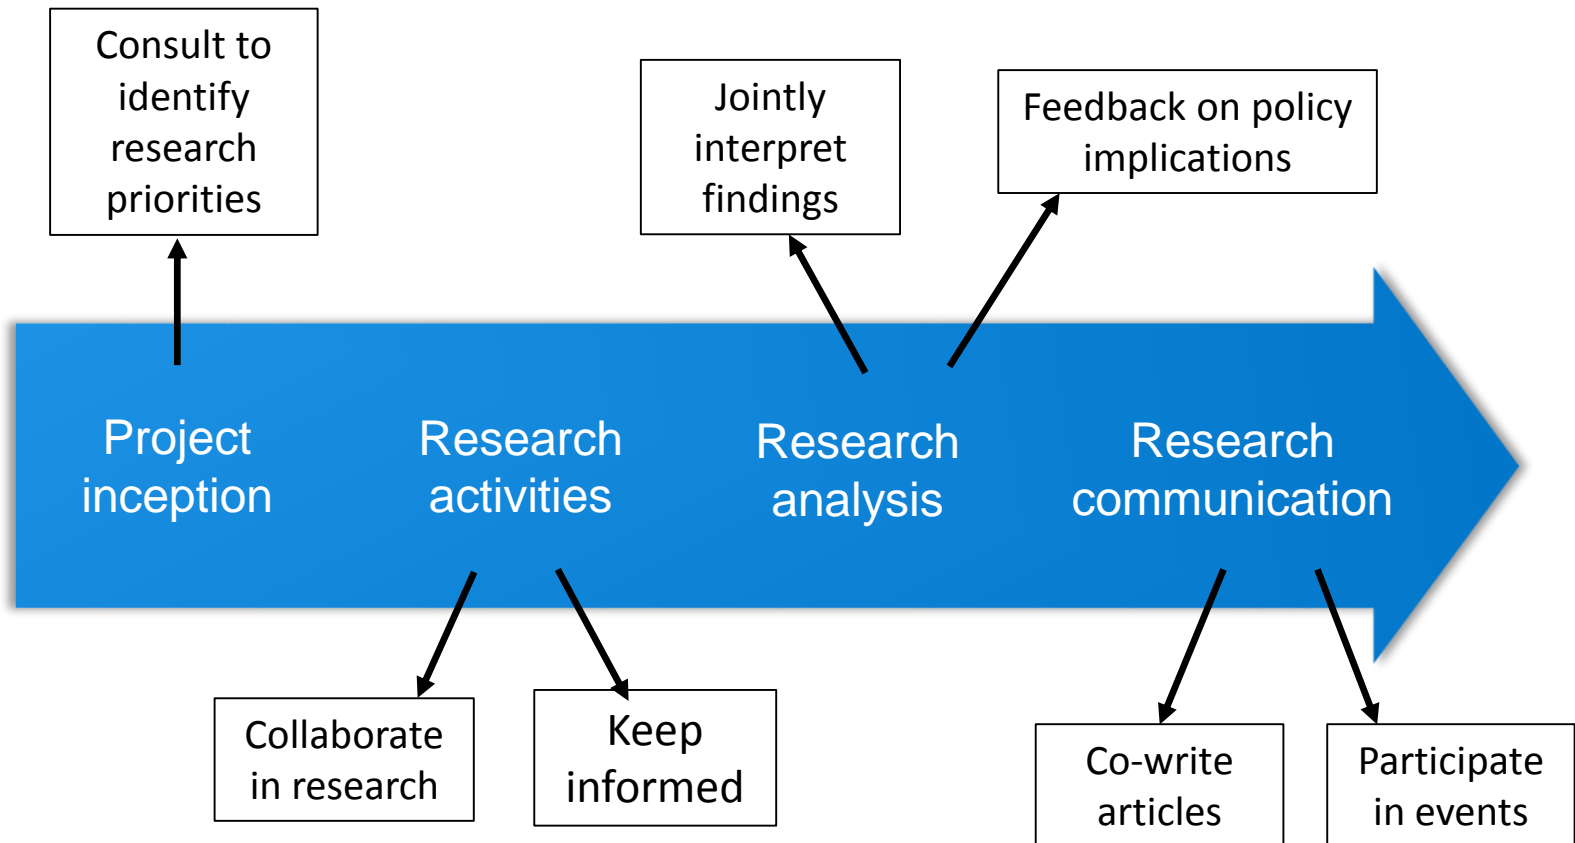 Consult to
identify
research
priorities
Jointly
interpret
findings
Feedback on policy
implications
Project
inception
Research
activities
Research
analysis
Research
communication
Collaborate
in research
Keep
informed
Co-write
articles
Participate
in events